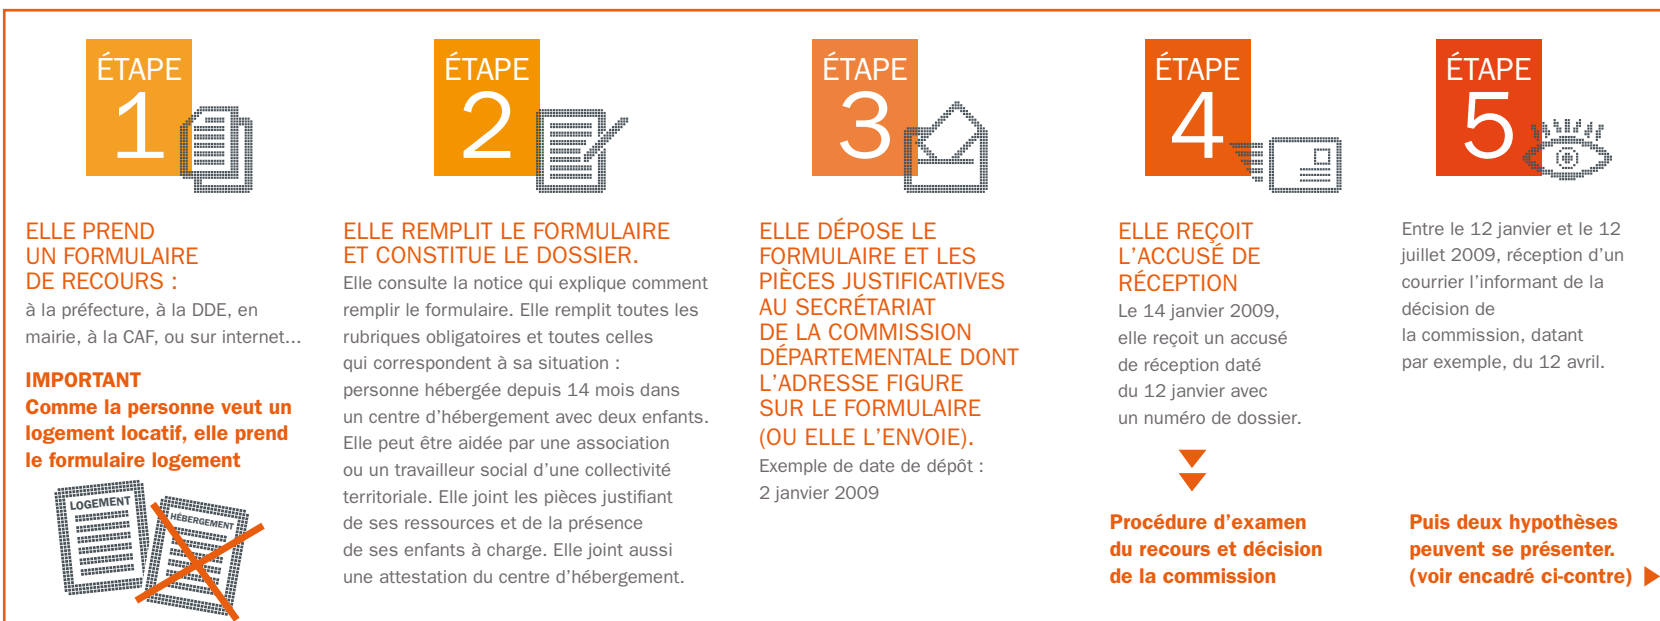 ÉTAPE
1
ELLE PREND
UN FORMULAIRE
DE RECOURS :
à la préfecture, à la DDE, en
mairie, à la CAF, ou sur internet...
IMPORTANT
Comme la personne veut un
logement locatif, elle prend
le formulaire logement
LOGEMENT
HÉBERGEMENT
ÉTAPE
2
ELLE REMPLIT LE FORMULAIRE
ET CONSTITUE LE DOSSIER.
Elle consulte la notice qui explique comment
remplir le formulaire. Elle remplit toutes les
rubriques obligatoires et toutes celles
qui correspondent à sa situation :
personne hébergée depuis 14 mois dans
un centre d'hébergement avec deux enfants.
Elle peut être aidée par une association
ou un travailleur social d'une collectivité
territoriale. Elle joint les pièces justifiant
de ses ressources et de la présence
de ses enfants à charge. Elle joint aussi
une attestation du centre d'hébergement.
ÉTAPE
3
ELLE DÉPOSE LE
FORMULAIRE ET LES
PIÈCES JUSTIFICATIVES
AU SECRÉTARIAT
DE LA COMMISSION
DÉPARTEMENTALE DONT
L'ADRESSE FIGURE
SUR LE FORMULAIRE
(OU ELLE L'ENVOIE).
Exemple de date de dépôt :
2 janvier 2009
ÉTAPE
4
ELLE REÇOIT
L'ACCUSÉ DE
RÉCEPTION
Le 14 janvier 2009,
elle reçoit un accusé
de réception daté
du 12 janvier avec
un numéro de dossier.
Procédure d'examen
du recours et décision
de la commission
ÉTAPE
5
Entre le 12 janvier et le 12
juillet 2009, réception d'un
courrier l'informant de la
décision de
la commission, datant
par exemple, du 12 avril.
Puis deux hypothèses
peuvent se présenter.
(voir encadré ci-contre)